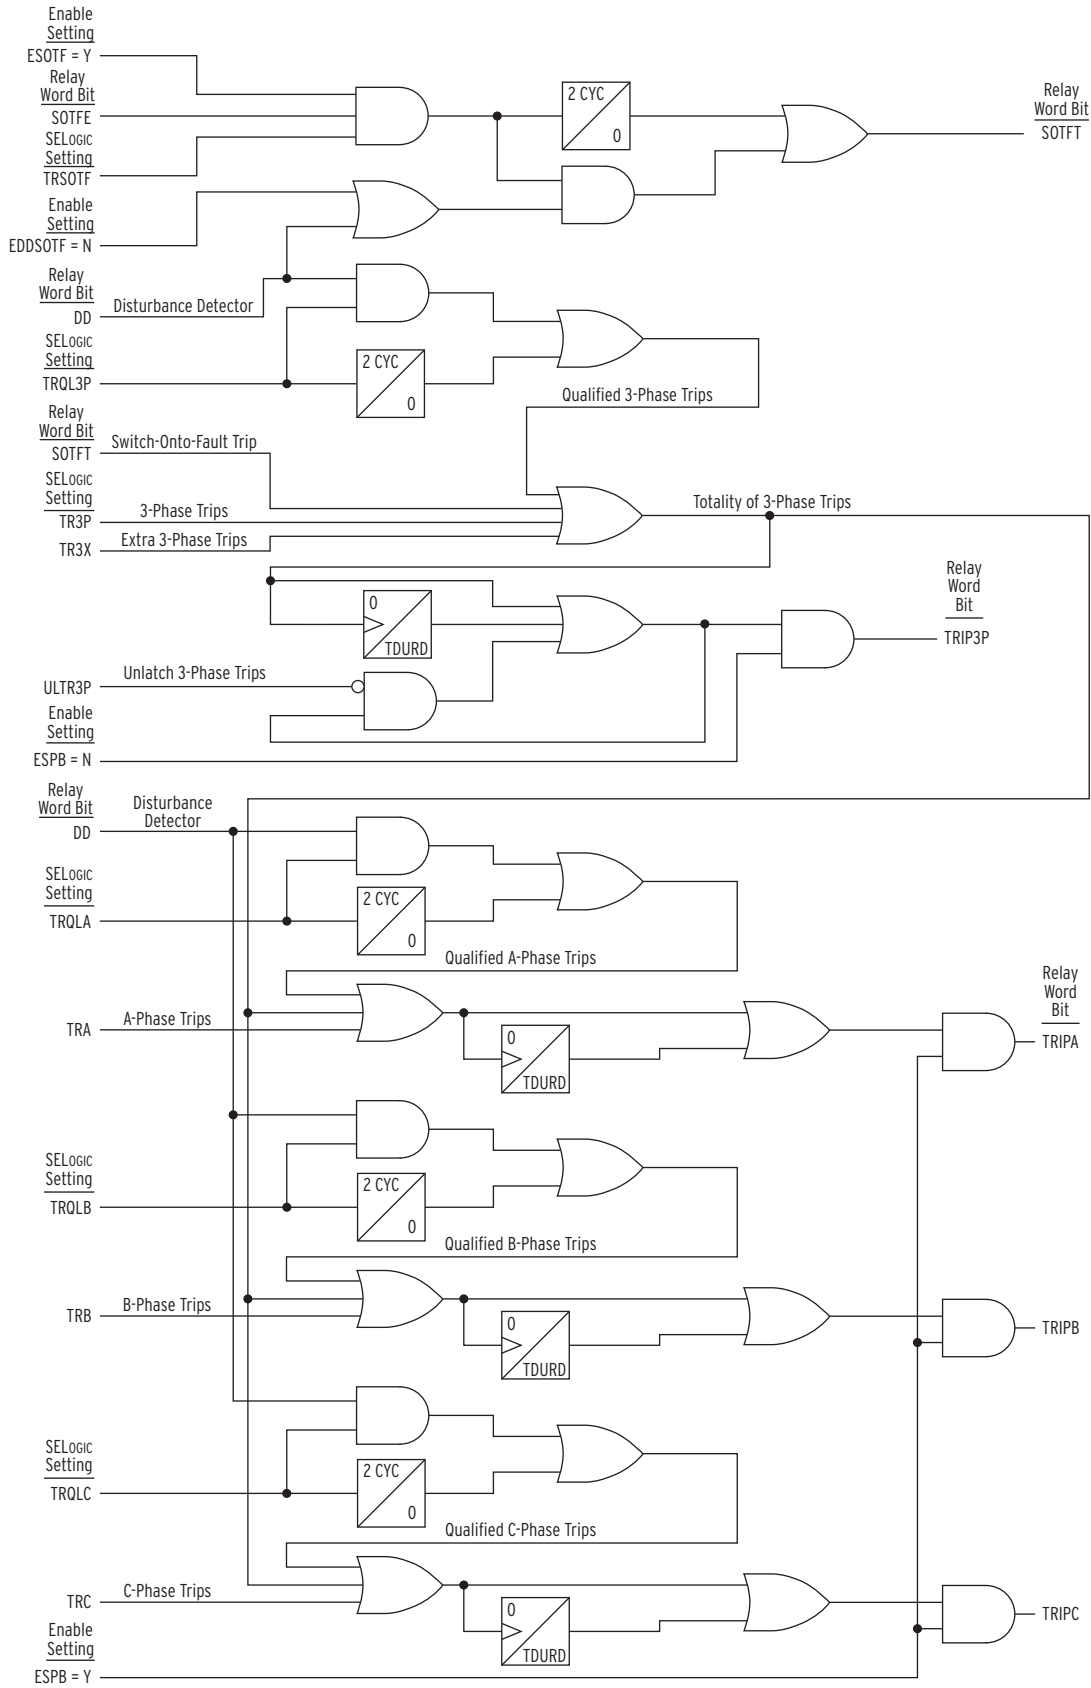 Enable
Setting
ESOTF = Y
Relay
Word Bit
SOTFE
SELOGIC
Setting
TRSOTF
Enable
Setting
EDDSOTF = N
2 CYC
0
Relay
Word Bit
SOTFT
Relay
Word Bit
DD
Disturbance Detector
SELOGIC
Setting
TRQL3P
2 CYC
0
Qualified 3-Phase Trips
Relay
Word Bit
SOTFT
Switch-Onto-Fault Trip
SELOGIC
Setting
TR3P
3-Phase Trips
TR3X
Extra 3-Phase Trips
Totality of 3-Phase Trips
0
TDURD
Relay
Word
Bit
TRIP3P
ULTR3P
Unlatch 3-Phase Trips
Enable
Setting
ESPB = N
Relay
Word Bit
DD
Disturbance
Detector
SELOGIC
Setting
TRQLA
2 CYC
0
Qualified A-Phase Trips
TRA
A-Phase Trips
0
TDURD
Relay
Word
Bit
TRIPA
SELOGIC
Setting
TRQLB
2 CYC
0
Qualified B-Phase Trips
TRB
B-Phase Trips
0
TDURD
TRIPB
SELOGIC
Setting
TRQLC
2 CYC
0
Qualified C-Phase Trips
TRC
C-Phase Trips
0
TDURD
TRIPC
Enable
Setting
ESPB = Y